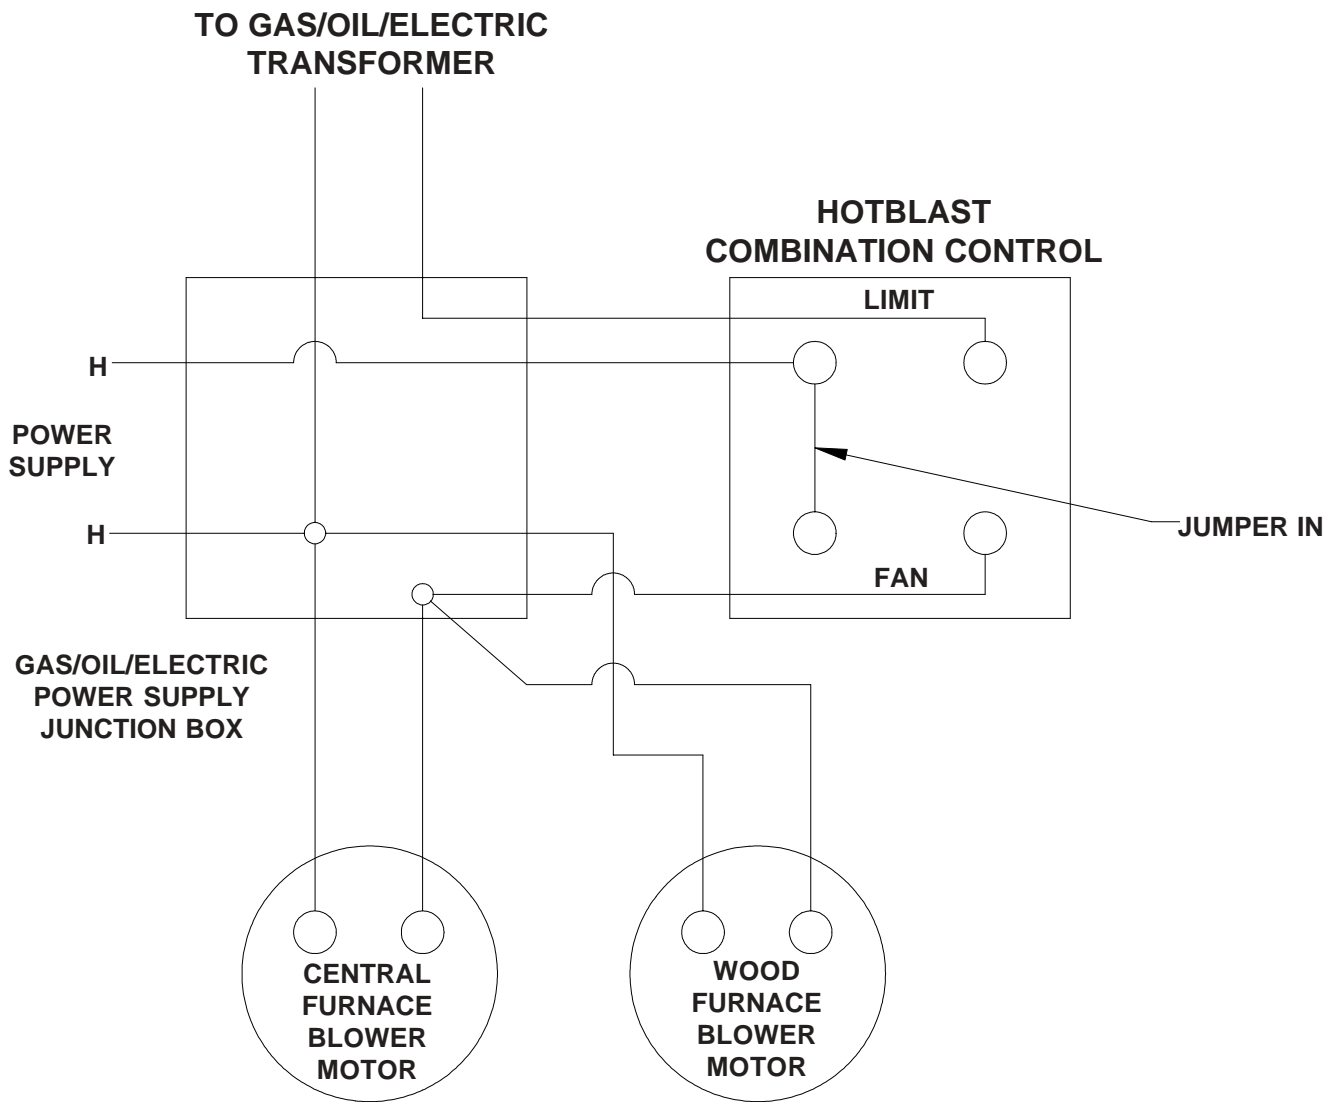 TO GAS/OIL/ELECTRIC
TRANSFORMER
HOTBLAST
COMBINATION CONTROL
LIMIT
H
POWER
SUPPLY
H
JUMPER IN
FAN
GAS/OIL/ELECTRIC
POWER SUPPLY
JUNCTION BOX
CENTRAL
FURNACE
BLOWER
MOTOR
WOOD
FURNACE
BLOWER
MOTOR